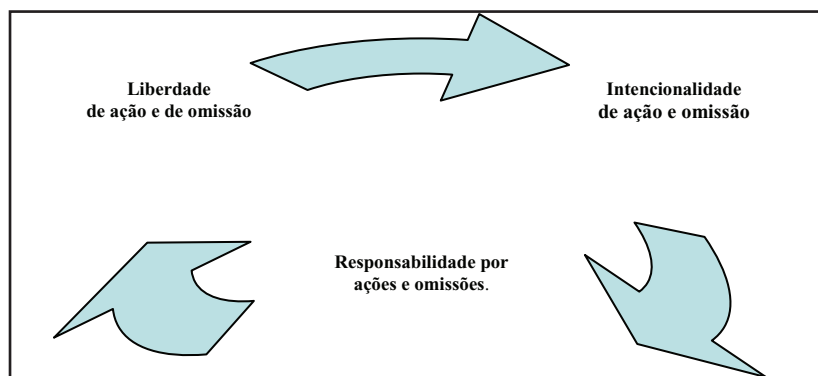 Liberdade
de ação e de omissão
Intencionalidade
de ação e omissão
Responsabilidade por
ações e omissões.